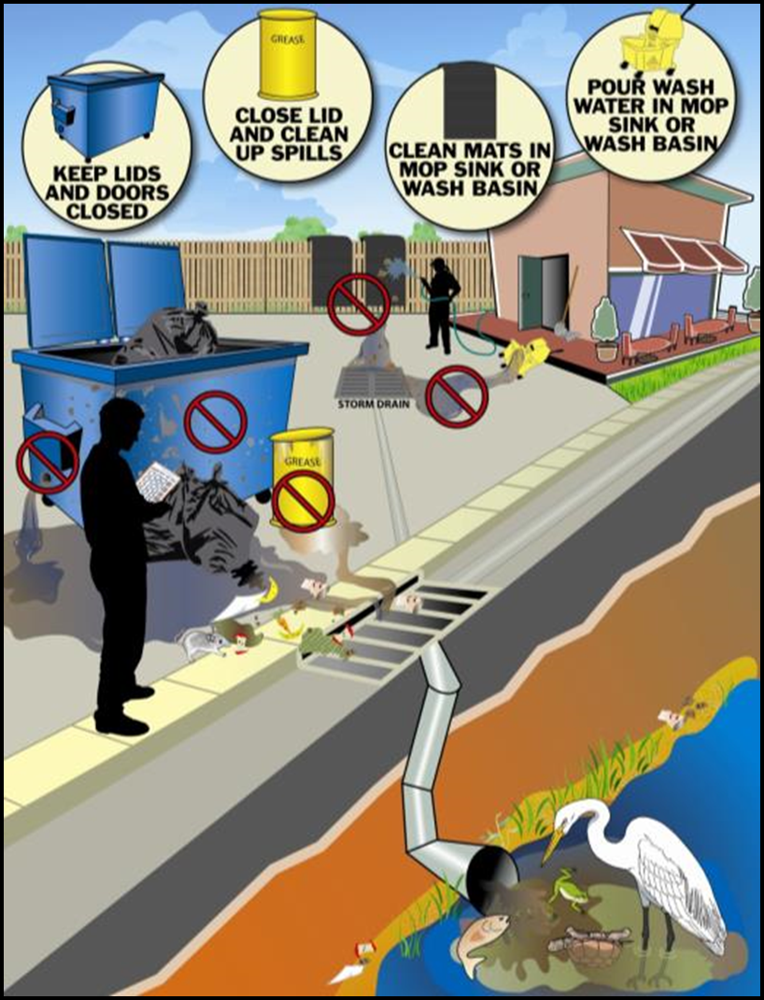 KEEP LIDS
AND DOORS
CLOSED
GREASE
CLOSE LID
AND CLEAN
UP SPILLS
CLEAN MATS IN
MOP SINK OR
WASH BASIN
POUR WASH
WATER IN MOP
SINK OR
WASH BASIN
STORM DRAIN
GREASE